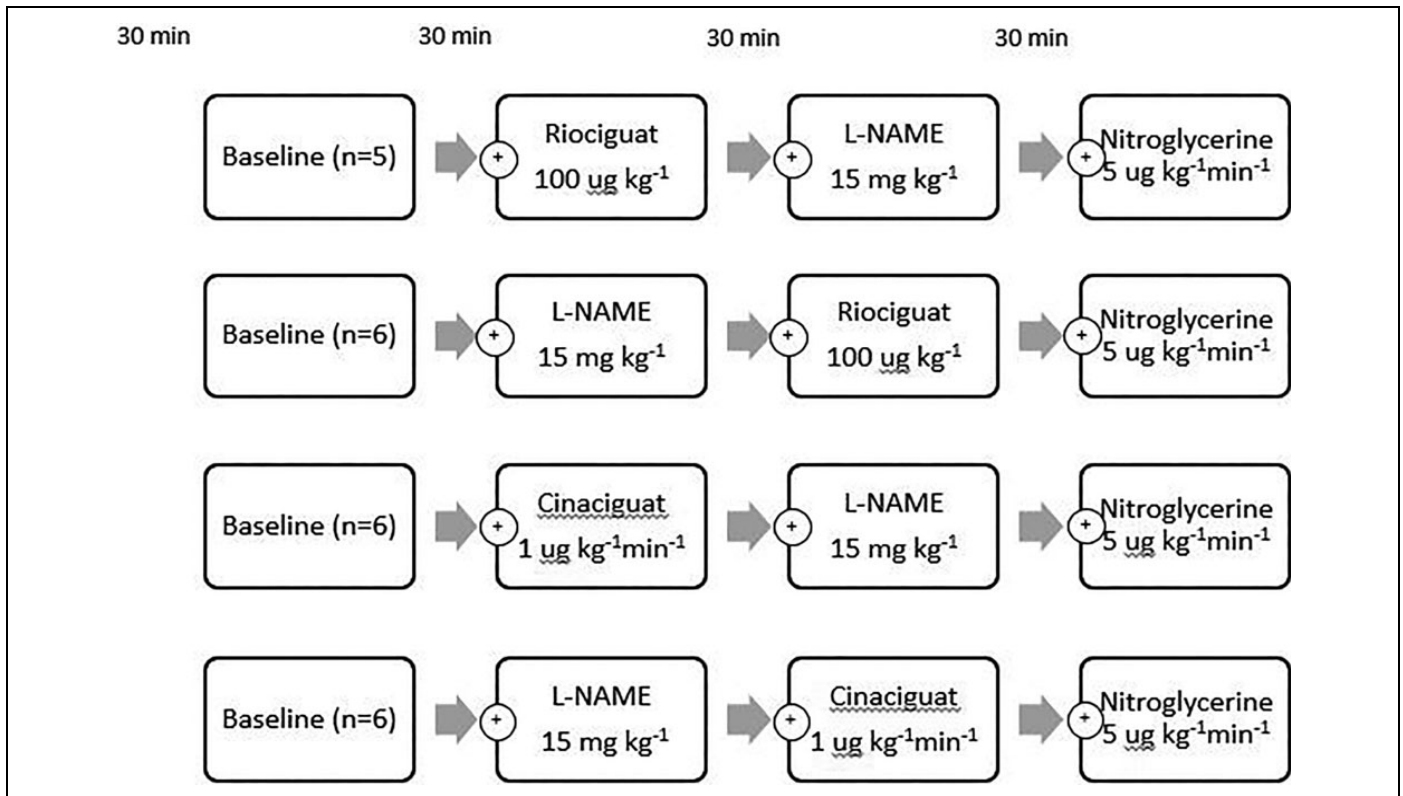 30 min 30 min 30 min 30 min
Baseline (n=5)
+
Riociguat
100 ug kg⁻¹
+
L-NAME
15 mg kg⁻¹
+
Nitroglycerine
5 ug kg⁻¹min⁻¹
Baseline (n=6)
+
L-NAME
15 mg kg⁻¹
+
Riociguat
100 ug kg⁻¹
+
Nitroglycerine
5 ug kg⁻¹min⁻¹
Baseline (n=6)
+
Cinaciguat
1 ug kg⁻¹min⁻¹
+
L-NAME
15 mg kg⁻¹
+
Nitroglycerine
5 ug kg⁻¹min⁻¹
Baseline (n=6)
+
L-NAME
15 mg kg⁻¹
+
Cinaciguat
1 ug kg⁻¹min⁻¹
+
Nitroglycerine
5 ug kg⁻¹min⁻¹